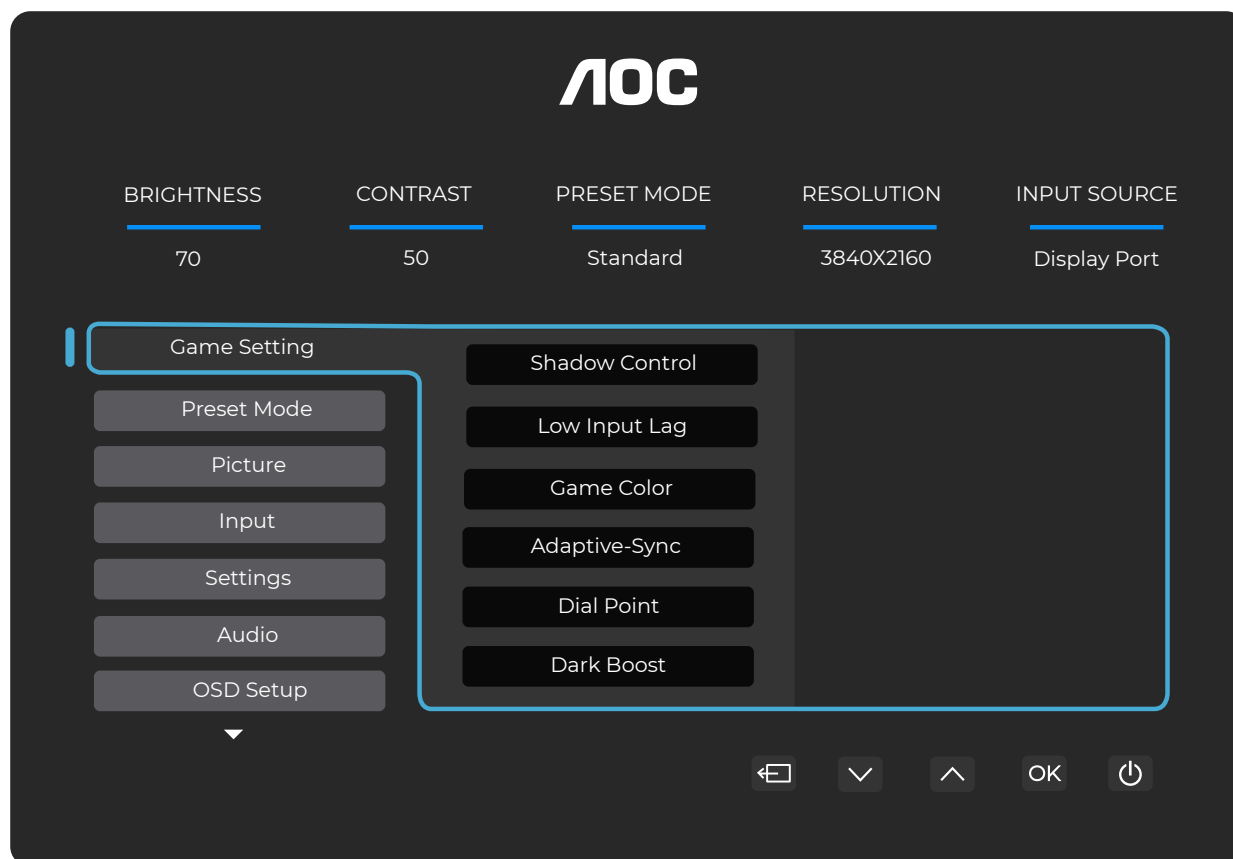 AOC
BRIGHTNESS CONTRAST PRESET MODE RESOLUTION INPUT SOURCE
70 50 Standard 3840X2160 Display Port
Game Setting
Preset Mode
Picture
Input
Settings
Audio
OSD Setup
Shadow Control
Low Input Lag
Game Color
Adaptive-Sync
Dial Point
Dark Boost
OK